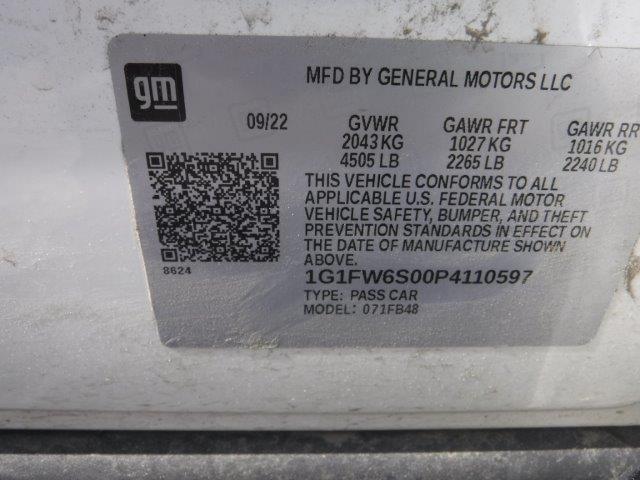 gm
MFD BY GENERAL MOTORS LLC
09/22 GVWR GAWR FRT GAWR RR
2043 KG 1027 KG 1016 KG
4505 LB 2265 LB 2240 LB
THIS VEHICLE CONFORMS TO ALL
APPLICABLE U.S. FEDERAL MOTOR
VEHICLE SAFETY, BUMPER, AND THEFT
PREVENTION STANDARDS IN EFFECT ON
THE DATE OF MANUFACTURE SHOWN
ABOVE.
8624
1G1FW6S00P4110597
TYPE: PASS CAR
MODEL: 071FB48